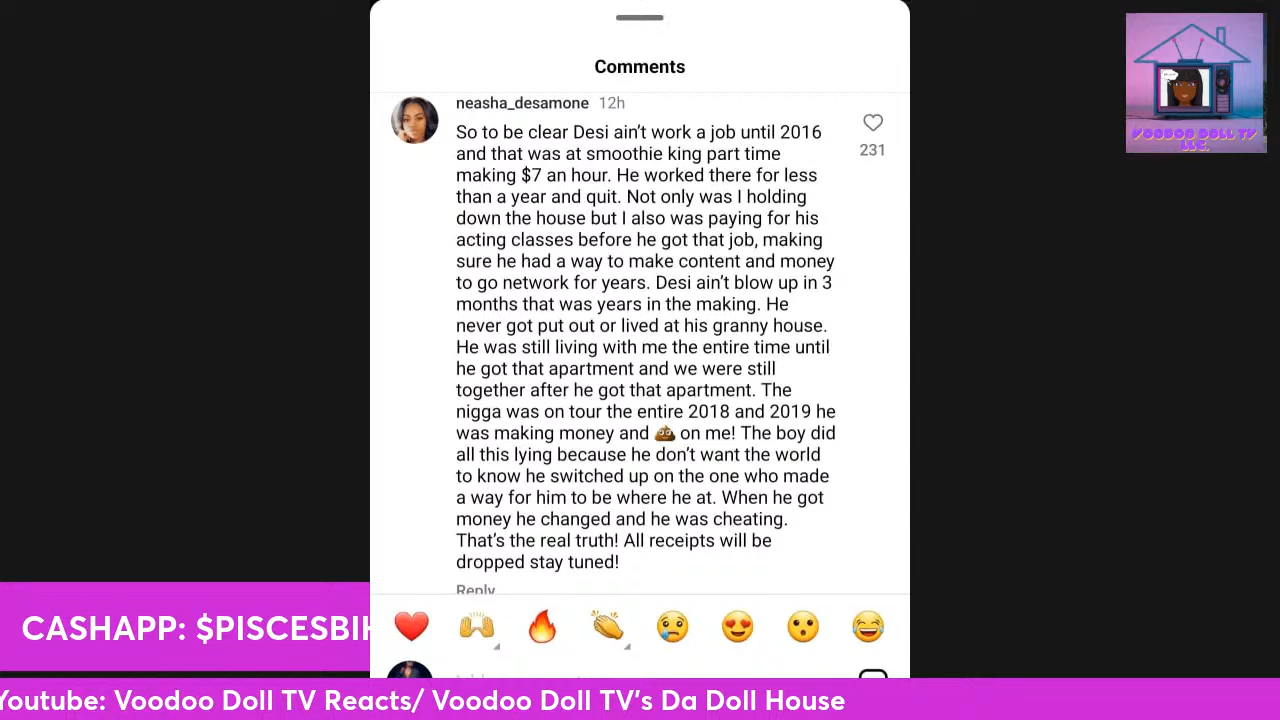 Comments
neasha_desamone 12h
So to be clear Desi ain’t work a job until 2016
and that was at smoothie king part time
making $7 an hour. He worked there for less
than a year and quit. Not only was I holding
down the house but I also was paying for his
acting classes before he got that job, making
sure he had a way to make content and money
to go network for years. Desi ain’t blow up in 3
months that was years in the making. He
never got put out or lived at his granny house.
He was still living with me the entire time until
he got that apartment and we were still
together after he got that apartment. The
nigga was on tour the entire 2018 and 2019 he
was making money and 💩 on me! The boy did
all this lying because he don’t want the world
to know he switched up on the one who made
a way for him to be where he at. When he got
money he changed and he was cheating.
That’s the real truth! All receipts will be
dropped stay tuned!
231
Reply
VOODOO DOLL TV
LLC.
CASHAPP: $PISCESBI
Youtube: Voodoo Doll TV Reacts/ Voodoo Doll TV's Da Doll House